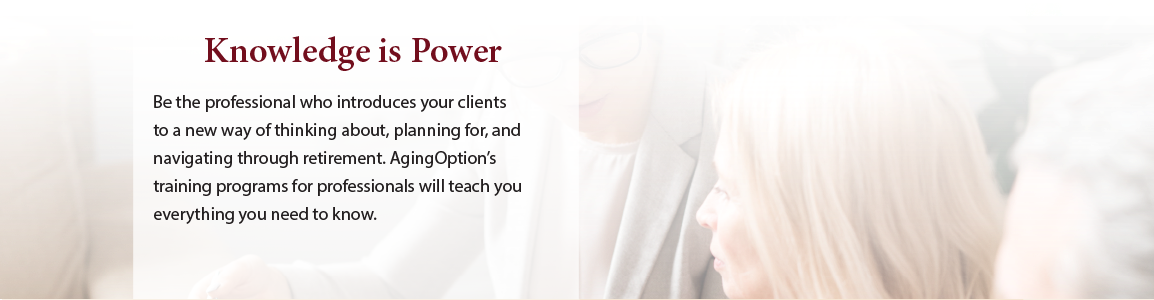 Knowledge is Power
Be the professional who introduces your clients
to a new way of thinking about, planning for, and
navigating through retirement. AgingOption’s
training programs for professionals will teach you
everything you need to know.